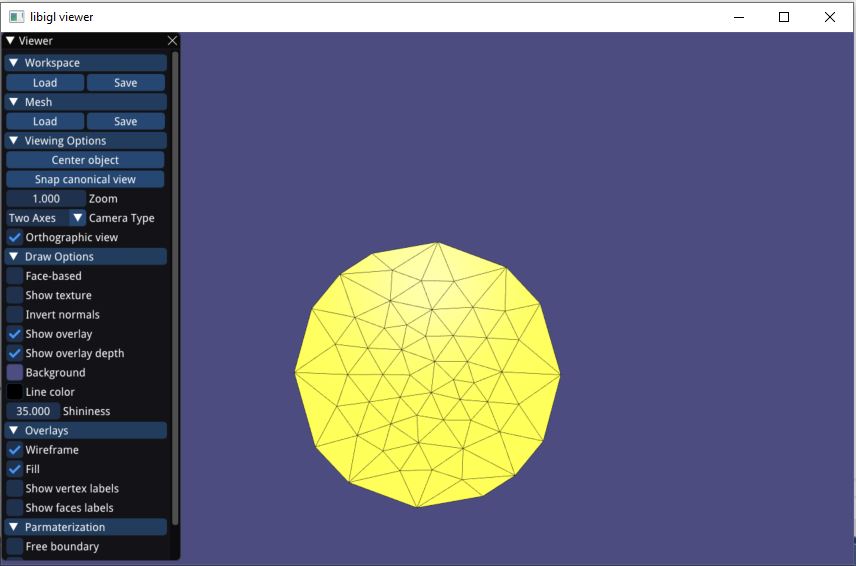 libigl viewer
Viewer
Workspace
Load Save
Mesh
Load Save
Viewing Options
Center object
Snap canonical view
1.000 Zoom
Two Axes Camera Type
Orthographic view
Draw Options
Face-based
Show texture
Invert normals
Show overlay
Show overlay depth
Background
Line color
35.000 Shininess
Overlays
Wireframe
Fill
Show vertex labels
Show faces labels
Parmaterization
Free boundary